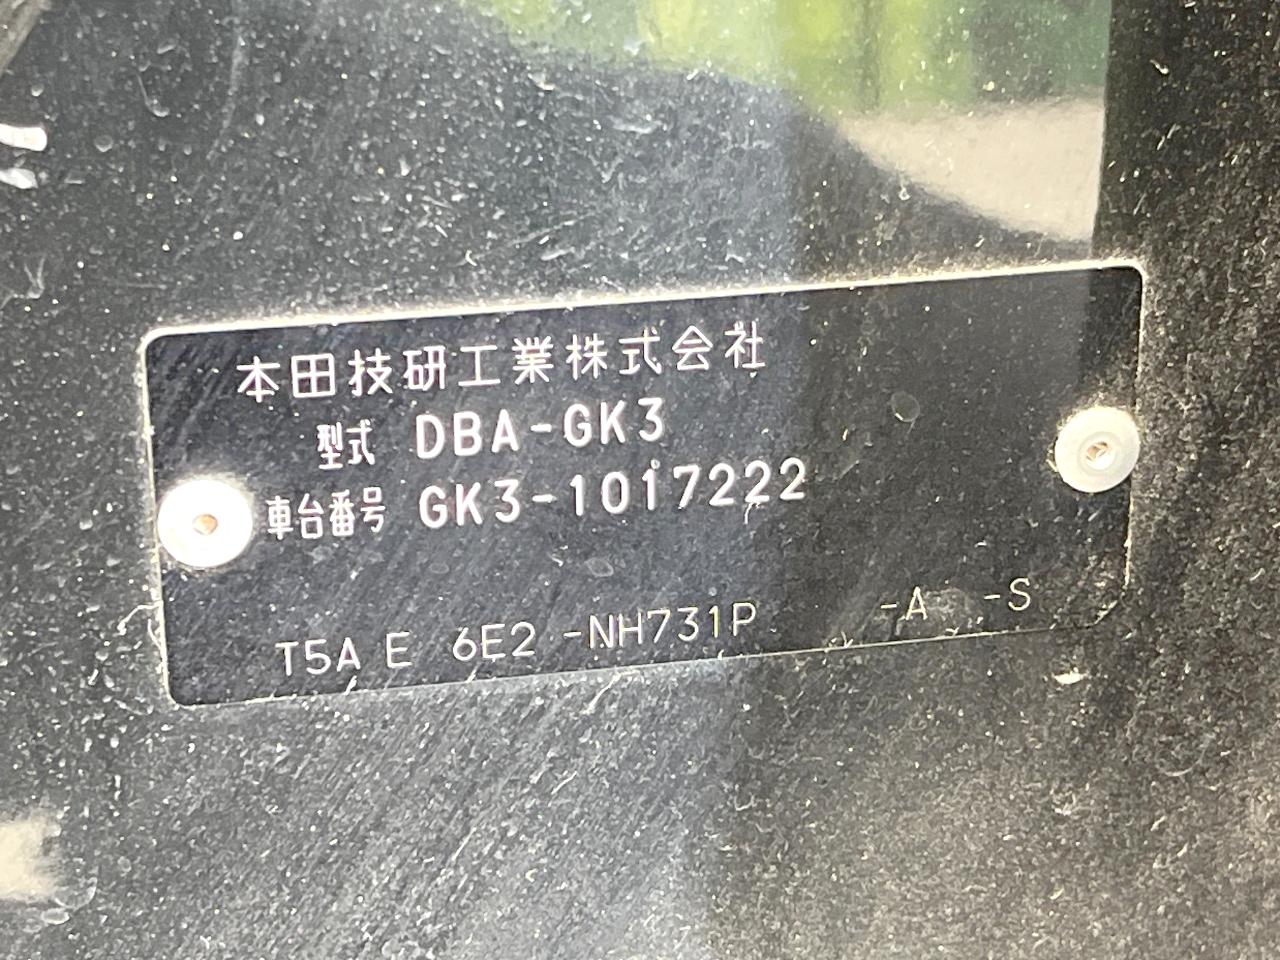 本田技研工業株式会社
型式 DBA-GK3
車台番号 GK3-1017222
T5A E 6E2 -NH731P -A -S